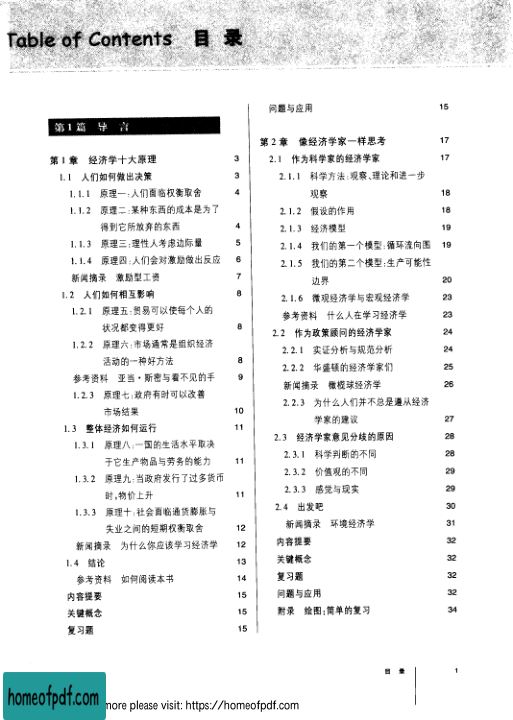 Table of Contents 目 录
第1篇 导 言
第1章 经济学十大原理 3
1.1 人们如何做出决策 3
1.1.1 原理一:人们面临权衡取舍 4
1.1.2 原理二:某种东西的成本是为了
得到它所放弃的东西 4
1.1.3 原理三:理性人考虑边际量 5
1.1.4 原理四:人们会对激励做出反应 6
新闻摘录 激励型工资 7
1.2 人们如何相互影响 8
1.2.1 原理五:贸易可以使每个人的
状况都变得更好 8
1.2.2 原理六:市场通常是组织经济
活动的一种好方法 8
参考资料 亚当·斯密与看不见的手 9
1.2.3 原理七:政府有时可以改善
市场结果 10
1.3 整体经济如何运行 11
1.3.1 原理八:一国的生活水平取决
于它生产物品与劳务的能力 11
1.3.2 原理九:当政府发行了过多货币
时,物价上升 11
1.3.3 原理十:社会面临通货膨胀与
失业之间的短期权衡取舍 12
新闻摘录 为什么你应该学习经济学 12
1.4 结论 13
参考资料 如何阅读本书 14
内容提要 15
关键概念 15
复习题 15
问题与应用 15
第2章 像经济学家一样思考 17
2.1 作为科学家的经济学家 17
2.1.1 科学方法:观察、理论和进一步
观察 18
2.1.2 假设的作用 18
2.1.3 经济模型 19
2.1.4 我们的第一个模型:循环流向图 19
2.1.5 我们的第二个模型:生产可能性
边界 20
2.1.6 微观经济学与宏观经济学 23
参考资料 什么人在学习经济学 23
2.2 作为政策顾问的经济学家 24
2.2.1 实证分析与规范分析 24
2.2.2 华盛顿的经济学家们 25
新闻摘录 橄榄球经济学 26
2.2.3 为什么人们并不总是遵从经济
学家的建议 27
2.3 经济学家意见分歧的原因 28
2.3.1 科学判断的不同 28
2.3.2 价值观的不同 29
2.3.3 感觉与现实 29
2.4 出发吧 30
新闻摘录 环境经济学 31
内容提要 32
关键概念 32
复习题 32
问题与应用 32
附录 绘图:简单的复习 34
目 录 1
homeofpdf.com
more please visit: https://homeofpdf.com